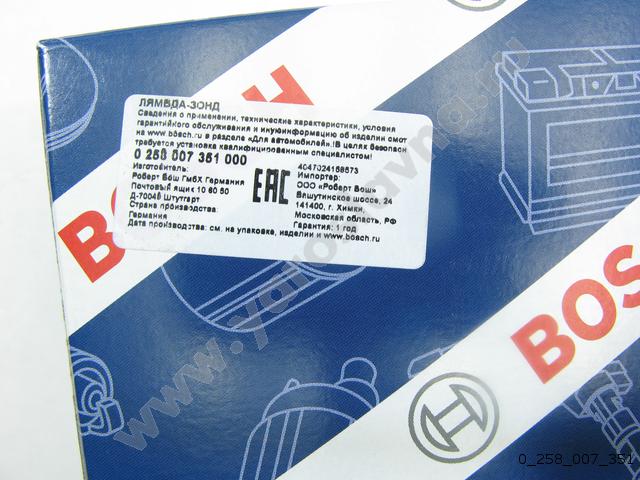 ЛЯМБДА-ЗОНД
Сведения о применении, технические характеристики, условия
гарантийного обслуживания и иную информацию об изделии смот
на www.bosch.ru в разделе «Для автомобилей».!В целях безопасн
требуется установка квалифицированным специалистом!
0 258 007 351 000
4047024158573
Изготовитель:
Роберт Бош ГмбХ Германия
Почтовый ящик 10 60 50
Д-70049 Штутгарт
Страна производства:
Германия
EAC
Импортер:
ООО «Роберт Бош»
Вашутинское шоссе, 24
141400, г. Химки,
Московская область, РФ
Гарантия: 1 год
Дата производства: см. на упаковке, изделии и www.bosch.ru
BOSCH
0_258_007_351